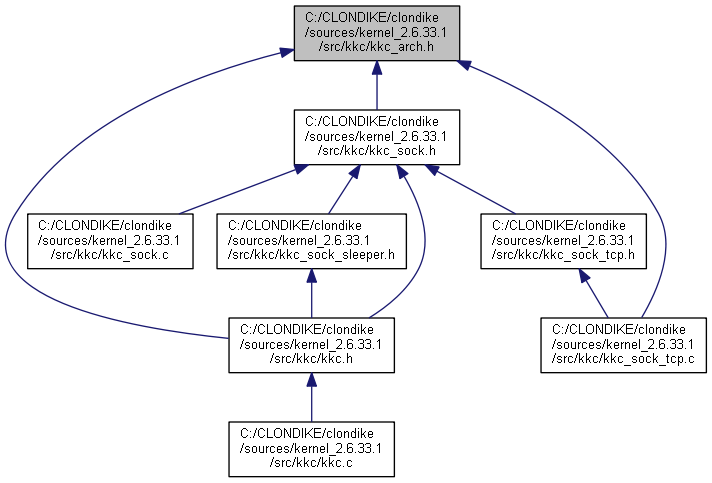 C:/CLONDIKE/clondike
/sources/kernel_2.6.33.1
/src/kkc/kkc_arch.h
C:/CLONDIKE/clondike
/sources/kernel_2.6.33.1
/src/kkc/kkc_sock.h
C:/CLONDIKE/clondike
/sources/kernel_2.6.33.1
/src/kkc/kkc_sock.c
C:/CLONDIKE/clondike
/sources/kernel_2.6.33.1
/src/kkc/kkc_sock_sleeper.h
C:/CLONDIKE/clondike
/sources/kernel_2.6.33.1
/src/kkc/kkc_sock_tcp.h
C:/CLONDIKE/clondike
/sources/kernel_2.6.33.1
/src/kkc/kkc.h
C:/CLONDIKE/clondike
/sources/kernel_2.6.33.1
/src/kkc/kkc_sock_tcp.c
C:/CLONDIKE/clondike
/sources/kernel_2.6.33.1
/src/kkc/kkc.c